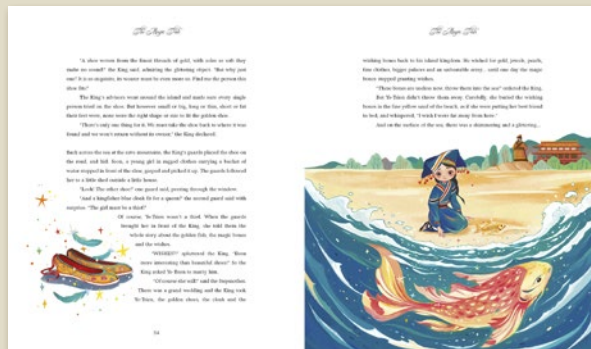 The Magic Fish
"A shoe woven from the finest threads of gold, with soles so soft they
make no sound!" the King said, admiring the glittering object. "But why just
one? It is so exquisite, its wearer must be even more so. Find me the person this
shoe fits!"
The King's advisors went around the island and made sure every single
person tried on the shoe. But however small or big, long or thin, short or fat
their feet were, none were the right shape or size to fit the golden shoe.
"There's only one thing for it. We must take the shoe back to where it was
found and we won't return without its owner," the King declared.
Back across the sea at the cave mountains, the King's guards placed the shoe on
the road, and hid. Soon, a young girl in ragged clothes carrying a bucket of
water stopped in front of the shoe, gasped and picked it up. The guards followed
her to a little shed outside a little house.
"Look! The other shoe!" one guard said, peering through the window.
"And a kingfisher-blue cloak fit for a queen!" the second guard said with
surprise. "The girl must be a thief!"
Of course, Ye-Xian wasn't a thief. When the guards
brought her in front of the King, she told them the
whole story about the golden fish, the magic bones
and the wishes.
"WISHES?!" spluttered the King. "Even
more interesting than beautiful shoes!" So the
King asked Ye-Xian to marry him.
"Of course she will!" said the Stepmother.
There was a grand wedding and the King took
Ye-Xian, the golden shoes, the cloak and the
54
The Magic Fish
wishing bones back to his island kingdom. He wished for gold, jewels, pearls,
fine clothes, bigger palaces and an unbeatable army... until one day the magic
bones stopped granting wishes.
"These bones are useless now: throw them into the sea!" ordered the King.
But Ye-Xian didn't throw them away. Carefully, she buried the wishing
bones in the fine yellow sand of the beach, as if she were putting her best friend
to bed, and whispered, "I wish I were far away from here."
And on the surface of the sea, there was a shimmering and a glittering...